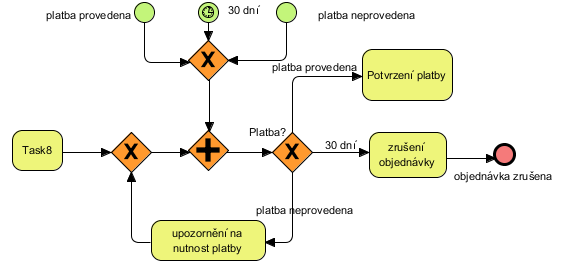 platba provedena
30 dní
platba neprovedena
platba provedena
Potvrzení platby
Platba?
Task8
30 dní
zrušení
objednávky
objednávka zrušena
platba neprovedena
upozornění na
nutnost platby